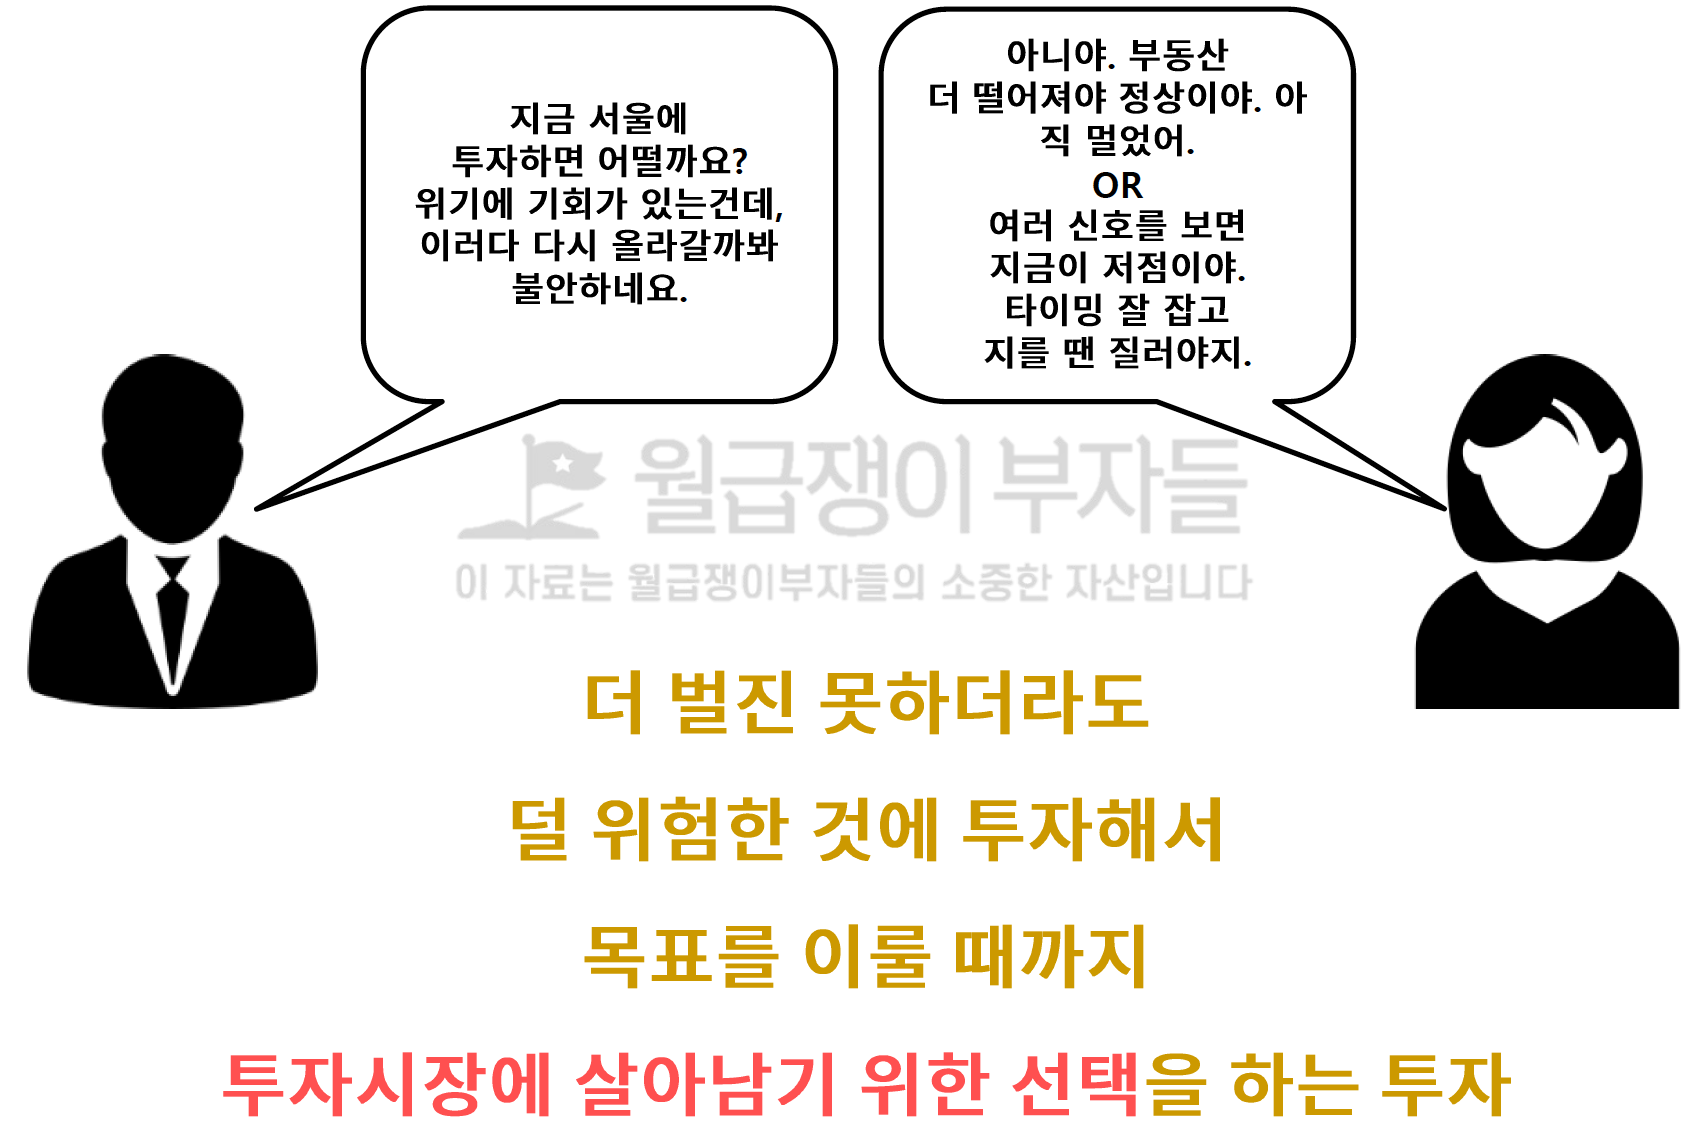 지금 서울에
투자하면 어떨까요?
위기에 기회가 있는건데,
이러다 다시 올라갈까봐
불안하네요.
아니야. 부동산
더 떨어져야 정상이야. 아
직 멀었어.
OR
여러 신호를 보면
지금이 저점이야.
타이밍 잘 잡고
지를 땐 질러야지.
월급쟁이부자들
이 자료는 월급쟁이부자들의 소중한 자산입니다
더 벌진 못하더라도
덜 위험한 것에 투자해서
목표를 이룰 때까지
투자시장에 살아남기 위한 선택을 하는 투자